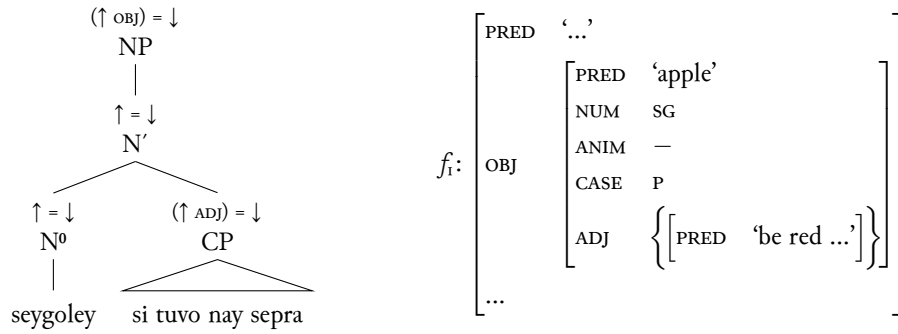 (↑ OBJ) = ↓
NP
↑ = ↓
N′
↑ = ↓ (↑ ADJ) = ↓
N⁰ CP
seygoley si tuvo nay sepra
PRED ‘...’
PRED ‘apple’
NUM SG
ANIM —
f₁: OBJ
CASE P
ADJ {[PRED ‘be red ...’]}
...